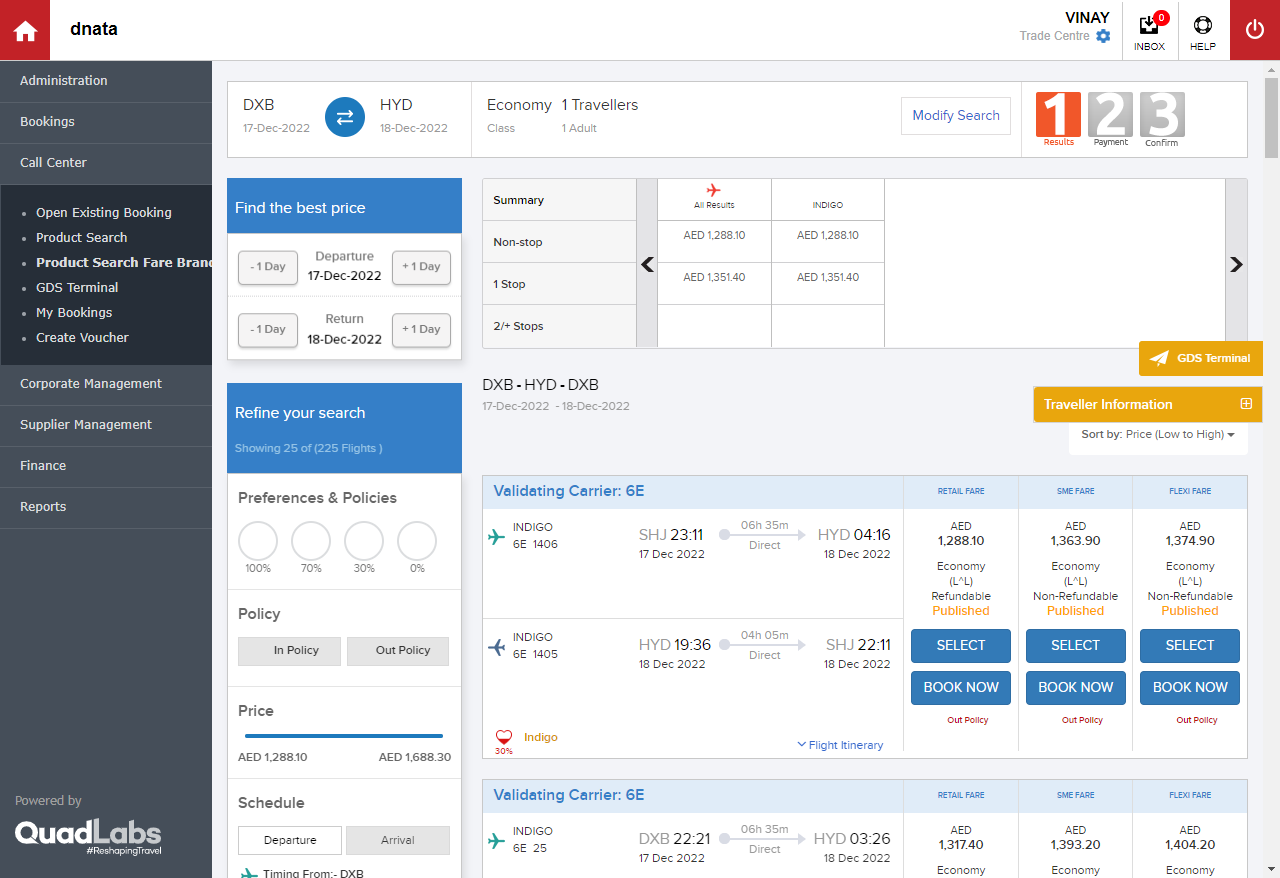 dnata
VINAY
Trade Centre
0
INBOX
HELP
Administration
Bookings
Call Center
Open Existing Booking
Product Search
Product Search Fare Bran
GDS Terminal
My Bookings
Create Voucher
Corporate Management
Supplier Management
Finance
Reports
Powered by
QuadLabs
#ReshapingTravel
DXB
17-Dec-2022
HYD
18-Dec-2022
Economy
Class
1 Travellers
1 Adult
Modify Search
1
Results
2
Payment
3
Confirm
Find the best price
- 1 Day
Departure
17-Dec-2022
+ 1 Day
- 1 Day
Return
18-Dec-2022
+ 1 Day
Summary
All Results
INDIGO
Non-stop
AED 1,288.10
AED 1,288.10
1 Stop
AED 1,351.40
AED 1,351.40
2/+ Stops
GDS Terminal
Traveller Information
Sort by: Price (Low to High)
DXB - HYD - DXB
17-Dec-2022 - 18-Dec-2022
Refine your search
Showing 25 of (225 Flights )
Preferences & Policies
100%
70%
30%
0%
Policy
In Policy
Out Policy
Price
AED 1,288.10
AED 1,688.30
Schedule
Departure
Arrival
Timing From:- DXB
Validating Carrier: 6E
RETAIL FARE
SME FARE
FLEXI FARE
INDIGO
6E 1406
SHJ 23:11
17 Dec 2022
06h 35m
Direct
HYD 04:16
18 Dec 2022
INDIGO
6E 1405
HYD 19:36
18 Dec 2022
04h 05m
Direct
SHJ 22:11
18 Dec 2022
30%
Indigo
Flight Itinerary
AED
1,288.10
Economy
(L^L)
Refundable
Published
SELECT
BOOK NOW
Out Policy
AED
1,363.90
Economy
(L^L)
Non-Refundable
Published
SELECT
BOOK NOW
Out Policy
AED
1,374.90
Economy
(L^L)
Non-Refundable
Published
SELECT
BOOK NOW
Out Policy
Validating Carrier: 6E
RETAIL FARE
SME FARE
FLEXI FARE
INDIGO
6E 25
DXB 22:21
17 Dec 2022
06h 35m
Direct
HYD 03:26
18 Dec 2022
AED
1,317.40
Economy
AED
1,393.20
Economy
AED
1,404.20
Economy